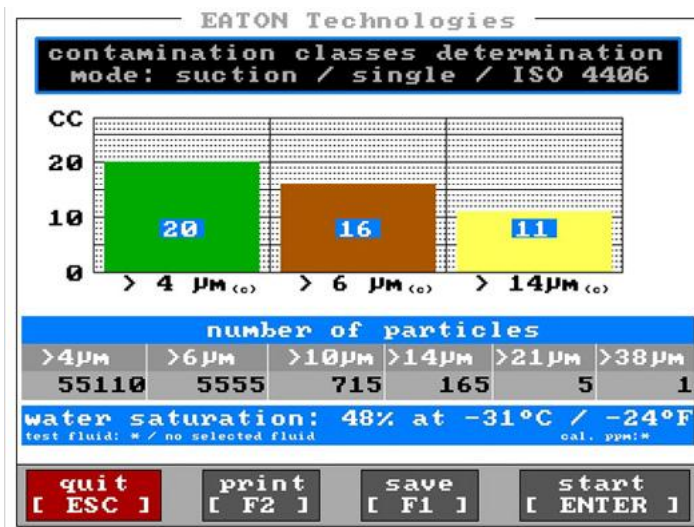 EATON Technologies
contamination classes determination
mode: suction / single / ISO 4406
CC
20
10
0
20
16
11
> 4 µm (c) > 6 µm (c) > 14µm (c)
number of particles
>4µm >6µm >10µm >14µm >21µm >38µm
55110 5555 715 165 5 1
water saturation: 48% at -31°C / -24°F
test fluid: * / no selected fluid cal. ppm:*
quit print save start
[ ESC ] [ F2 ] [ F1 ] [ ENTER ]